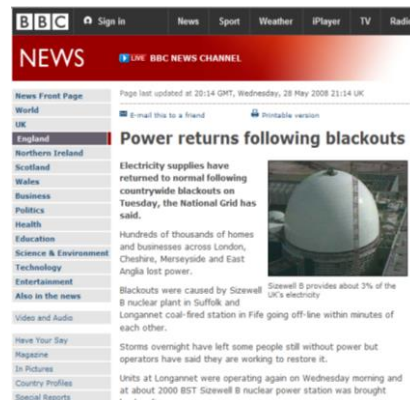 BBC Sign in News Sport Weather iPlayer TV Radi
NEWS LIVE BBC NEWS CHANNEL
News Front Page
World
UK
England
Northern Ireland
Scotland
Wales
Business
Politics
Health
Education
Science & Environment
Technology
Entertainment
Also in the news
Video and Audio
Have Your Say
Magazine
In Pictures
Country Profiles
Special Reports
Page last updated at 20:14 GMT, Wednesday, 28 May 2008 21:14 UK
E-mail this to a friend Printable version
Power returns following blackouts
Electricity supplies have
returned to normal following
countrywide blackouts on
Tuesday, the National Grid has
said.
Hundreds of thousands of homes
and businesses across London,
Cheshire, Merseyside and East
Anglia lost power.
Sizewell B provides about 3% of the
UK's electricity
Blackouts were caused by Sizewell
B nuclear plant in Suffolk and
Longannet coal-fired station in Fife going off-line within minutes of
each other.
Storms overnight have left some people still without power but
operators have said they are working to restore it.
Units at Longannet were operating again on Wednesday morning and
at about 2000 BST Sizewell B nuclear power station was brought